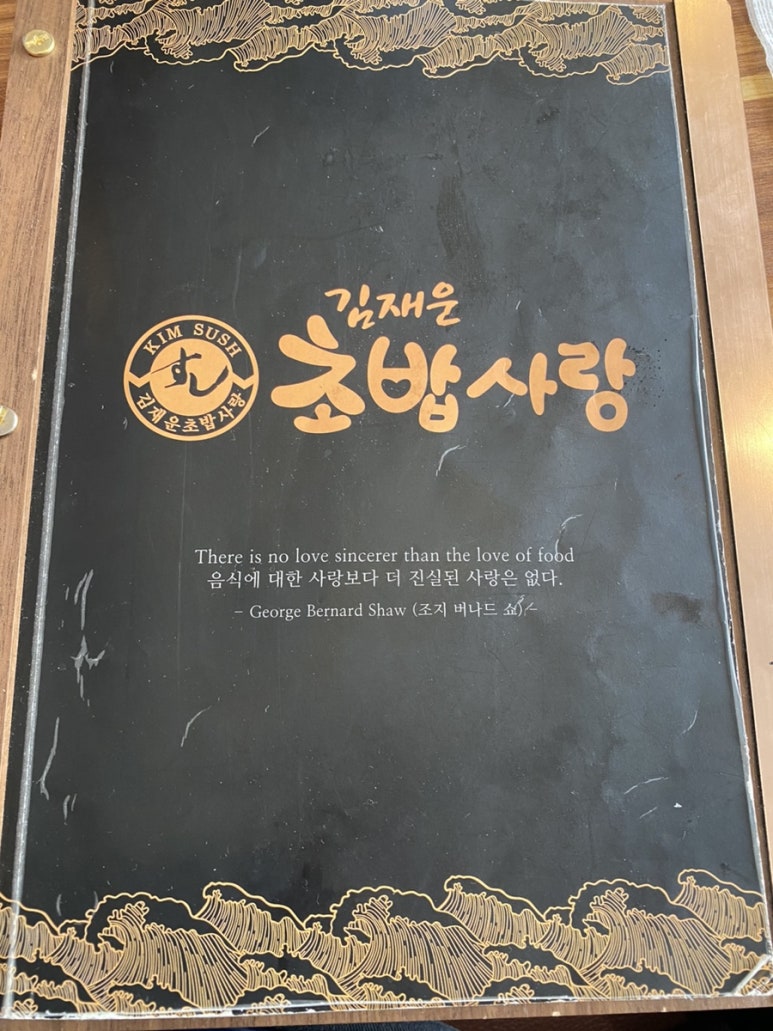 김재운
초밥사랑
KIM SUSH
김재운초밥사랑
There is no love sincerer than the love of food
음식에 대한 사랑보다 더 진실된 사랑은 없다.
- George Bernard Shaw (조지 버나드 쇼) -